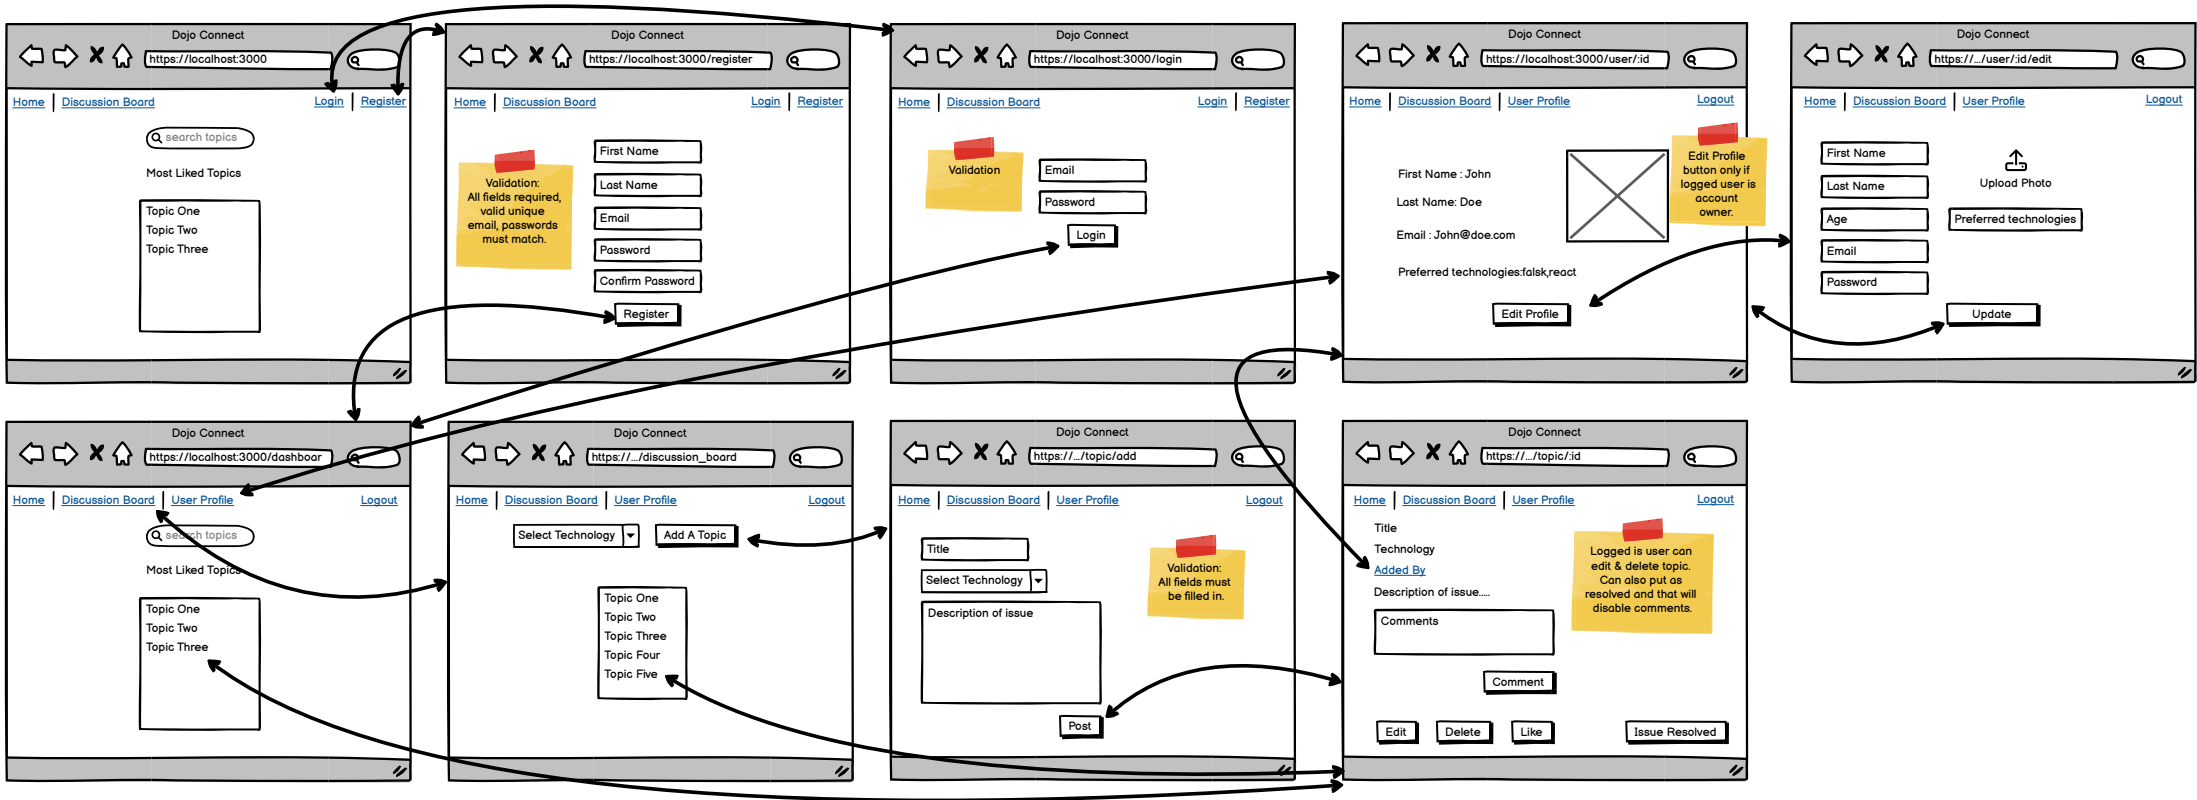 Dojo Connect
https://localhost:3000
Home
Discussion Board
Login
Register
search topics
Most Liked Topics
Topic One
Topic Two
Topic Three
Dojo Connect
https://localhost:3000/register
Home
Discussion Board
Login
Register
Validation:
All fields required,
valid unique
email, passwords
must match.
First Name
Last Name
Email
Password
Confirm Password
Register
Dojo Connect
https://localhost:3000/login
Home
Discussion Board
Login
Register
Validation
Email
Password
Login
Dojo Connect
https://localhost:3000/user/:id
Home
Discussion Board
User Profile
Logout
First Name : John
Last Name: Doe
Email : John@doe.com
Preferred technologies:falsk,react
Edit Profile
Edit Profile
button only if
logged user is
account
owner.
Dojo Connect
https://.../user/:id/edit
Home
Discussion Board
User Profile
Logout
First Name
Last Name
Age
Email
Password
Upload Photo
Preferred technologies
Update
Dojo Connect
https://localhost:3000/dashboar
Home
Discussion Board
User Profile
Logout
search topics
Most Liked Topics
Topic One
Topic Two
Topic Three
Dojo Connect
https://.../discussion_board
Home
Discussion Board
User Profile
Logout
Select Technology
Add A Topic
Topic One
Topic Two
Topic Three
Topic Four
Topic Five
Dojo Connect
https://.../topic/add
Home
Discussion Board
User Profile
Logout
Title
Select Technology
Description of issue
Validation:
All fields must
be filled in.
Post
Dojo Connect
https://.../topic/:id
Home
Discussion Board
User Profile
Logout
Title
Technology
Added By
Description of issue.....
Comments
Comment
Logged is user can
edit & delete topic.
Can also put as
resolved and that will
disable comments.
Edit
Delete
Like
Issue Resolved